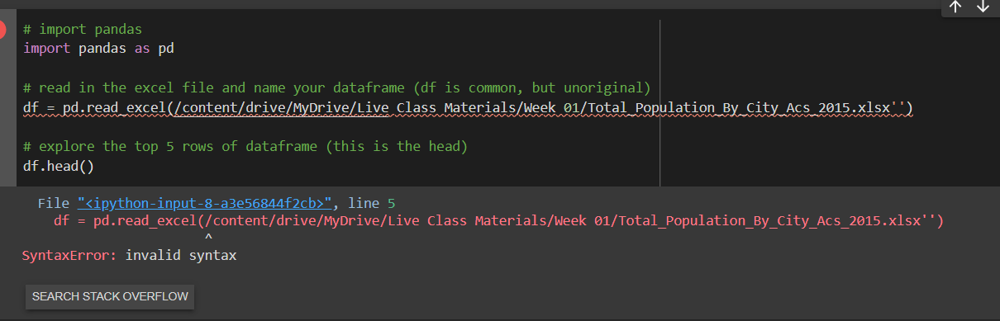 # import pandas
import pandas as pd
# read in the excel file and name your dataframe (df is common, but unoriginal)
df = pd.read_excel(/content/drive/MyDrive/Live Class Materials/Week 01/Total_Population_By_City_Acs_2015.xlsx'')
# explore the top 5 rows of dataframe (this is the head)
df.head()
File "<ipython-input-8-a3e56844f2cb>", line 5
df = pd.read_excel(/content/drive/MyDrive/Live Class Materials/Week 01/Total_Population_By_City_Acs_2015.xlsx'')
^
SyntaxError: invalid syntax
SEARCH STACK OVERFLOW